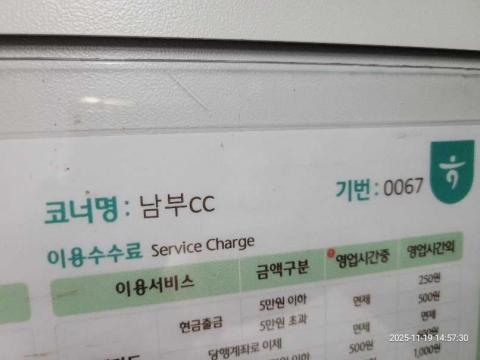 코너명 : 남부CC
기번 : 0067
이용수수료 Service Charge
이용서비스 금액구분 영업시간중 영업시간외
현금출금 5만원 이하 면제 250원
5만원 초과 면제 500원
당행계좌로 이체 500원 1,000원
2025-11-19 14:57:30